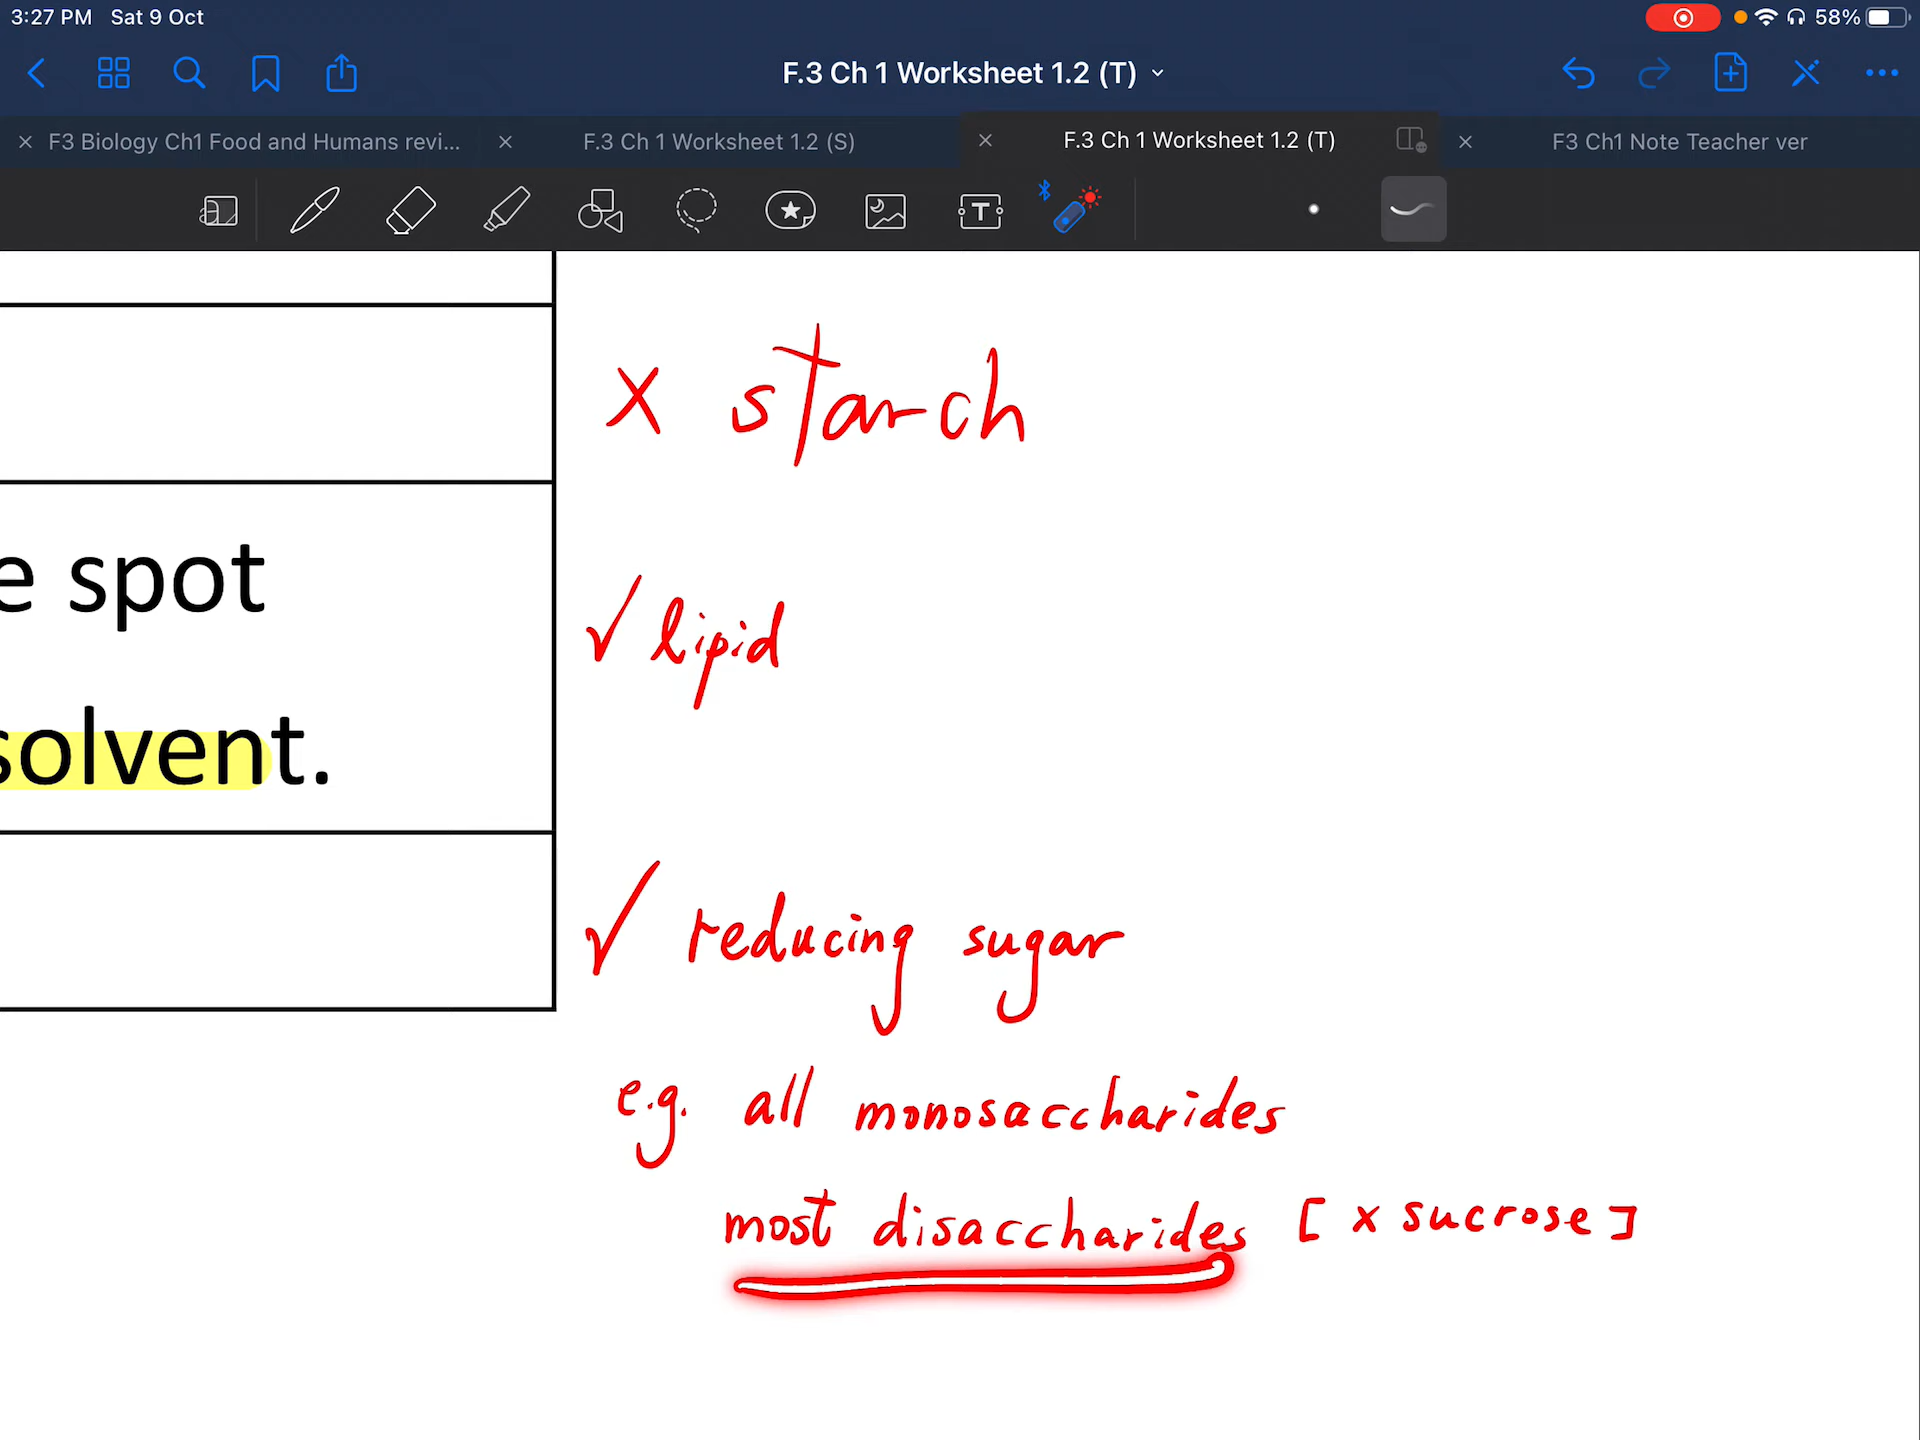 3:27 PM Sat 9 Oct
58%
F.3 Ch 1 Worksheet 1.2 (T)
F3 Biology Ch1 Food and Humans revi...
F.3 Ch 1 Worksheet 1.2 (S)
F.3 Ch 1 Worksheet 1.2 (T)
F3 Ch1 Note Teacher ver
x starch
e spot
✓ lipid
solvent.
✓ reducing sugar
e.g. all monosaccharides
most disaccharides [ x sucrose ]